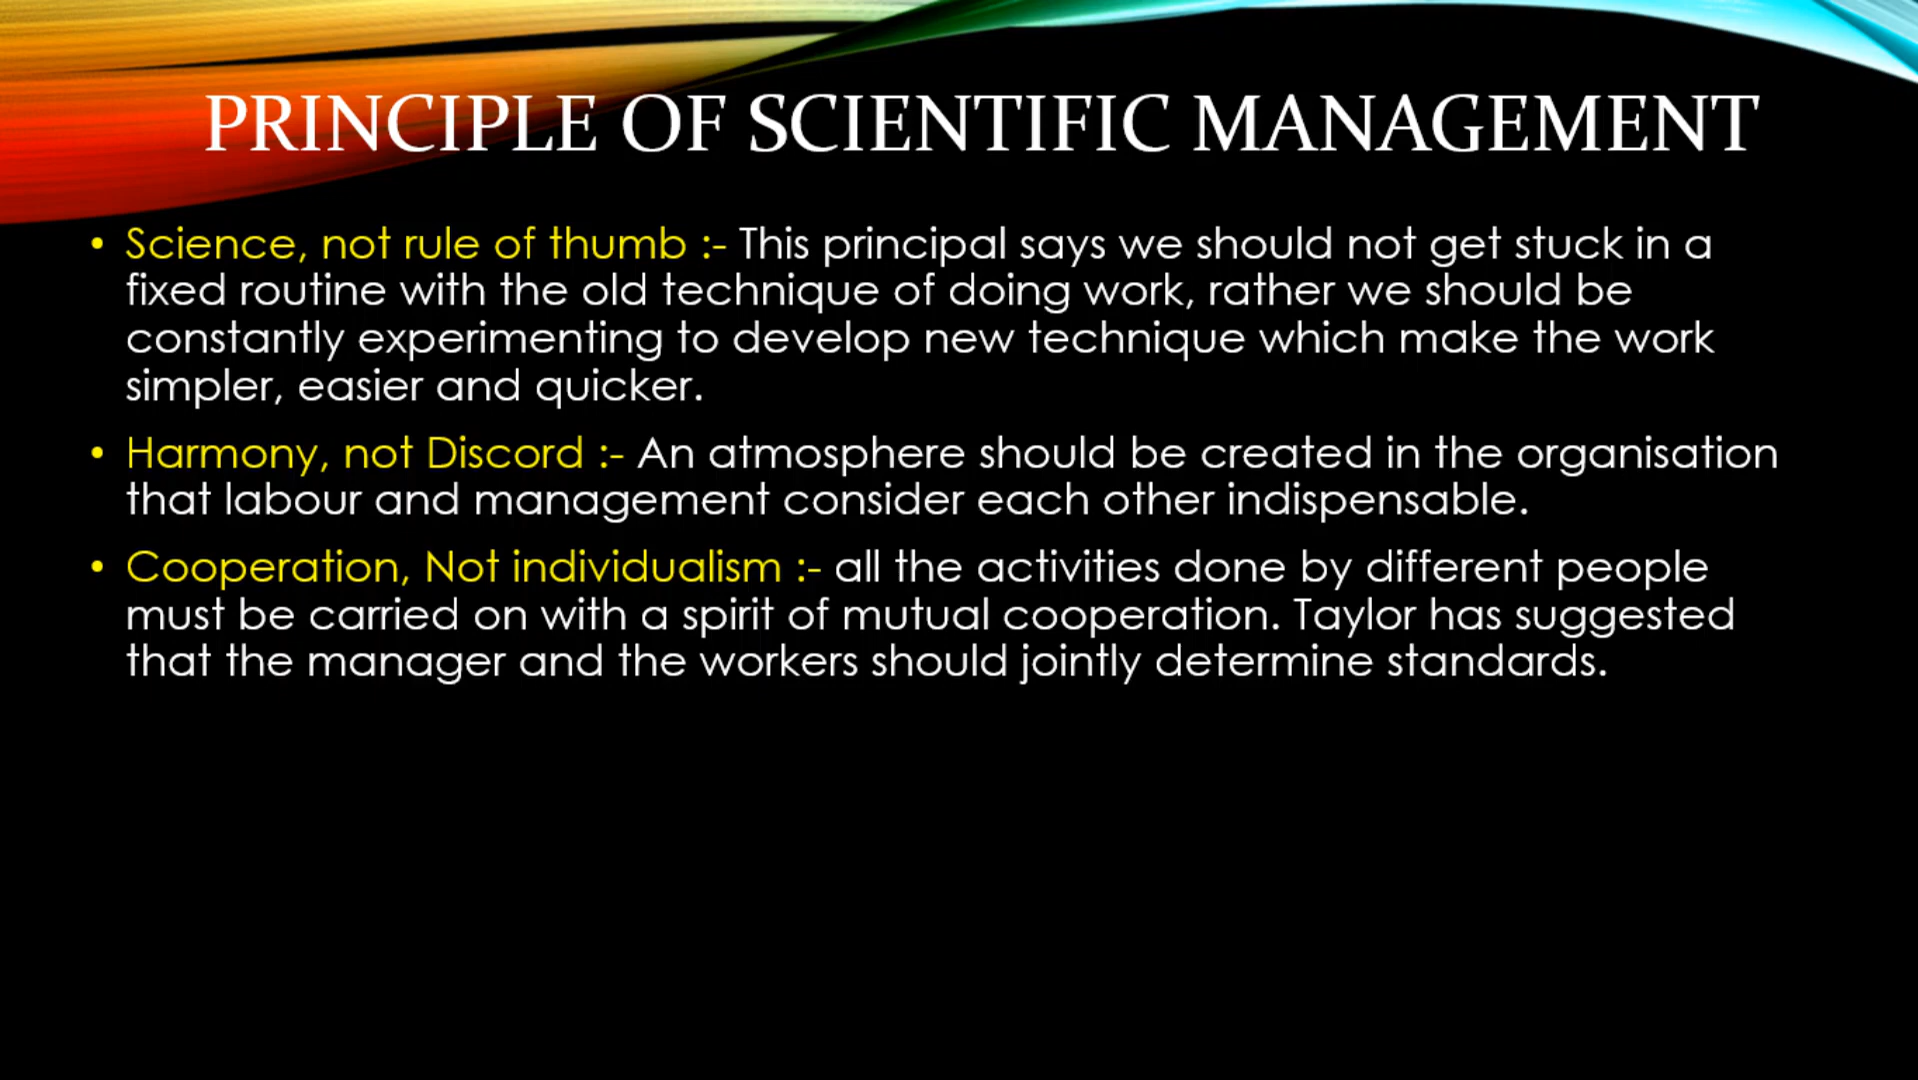 PRINCIPLE OF SCIENTIFIC MANAGEMENT
• Science, not rule of thumb :- This principal says we should not get stuck in a
fixed routine with the old technique of doing work, rather we should be
constantly experimenting to develop new technique which make the work
simpler, easier and quicker.
• Harmony, not Discord :- An atmosphere should be created in the organisation
that labour and management consider each other indispensable.
• Cooperation, Not individualism :- all the activities done by different people
must be carried on with a spirit of mutual cooperation. Taylor has suggested
that the manager and the workers should jointly determine standards.